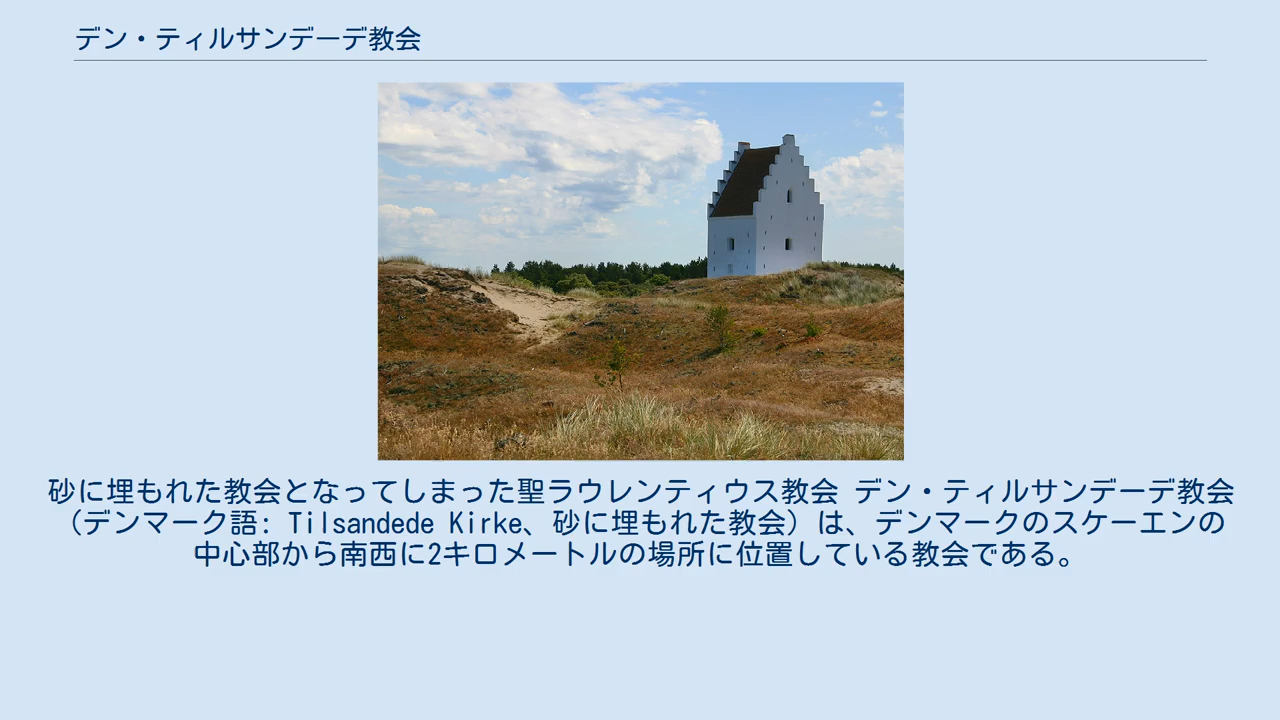 デン・ティルサンデーデ教会
砂に埋もれた教会となってしまった聖ラウレンティウス教会 デン・ティルサンデーデ教会
（デンマーク語: Tilsandede Kirke、砂に埋もれた教会）は、デンマークのスケーエンの
中心部から南西に2キロメートルの場所に位置している教会である。